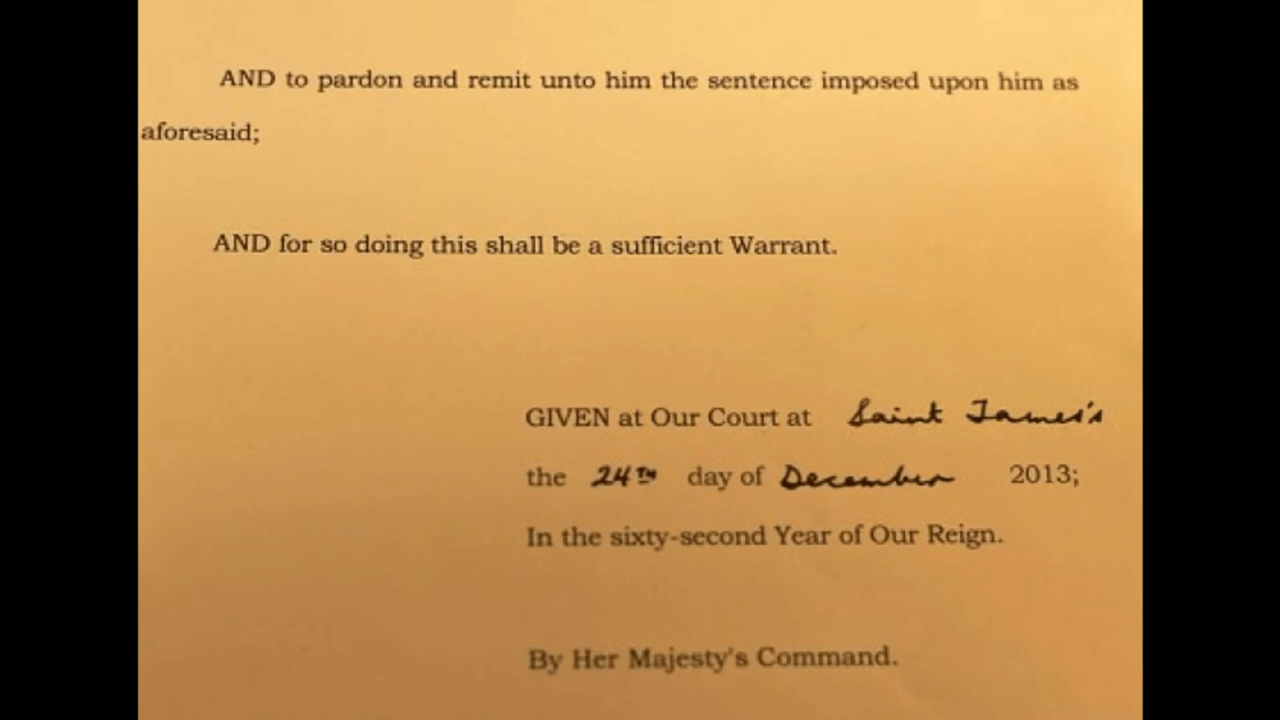 AND to pardon and remit unto him the sentence imposed upon him as
aforesaid;
AND for so doing this shall be a sufficient Warrant.
GIVEN at Our Court at Saint James's
the 24TH day of December 2013;
In the sixty-second Year of Our Reign.
By Her Majesty's Command.